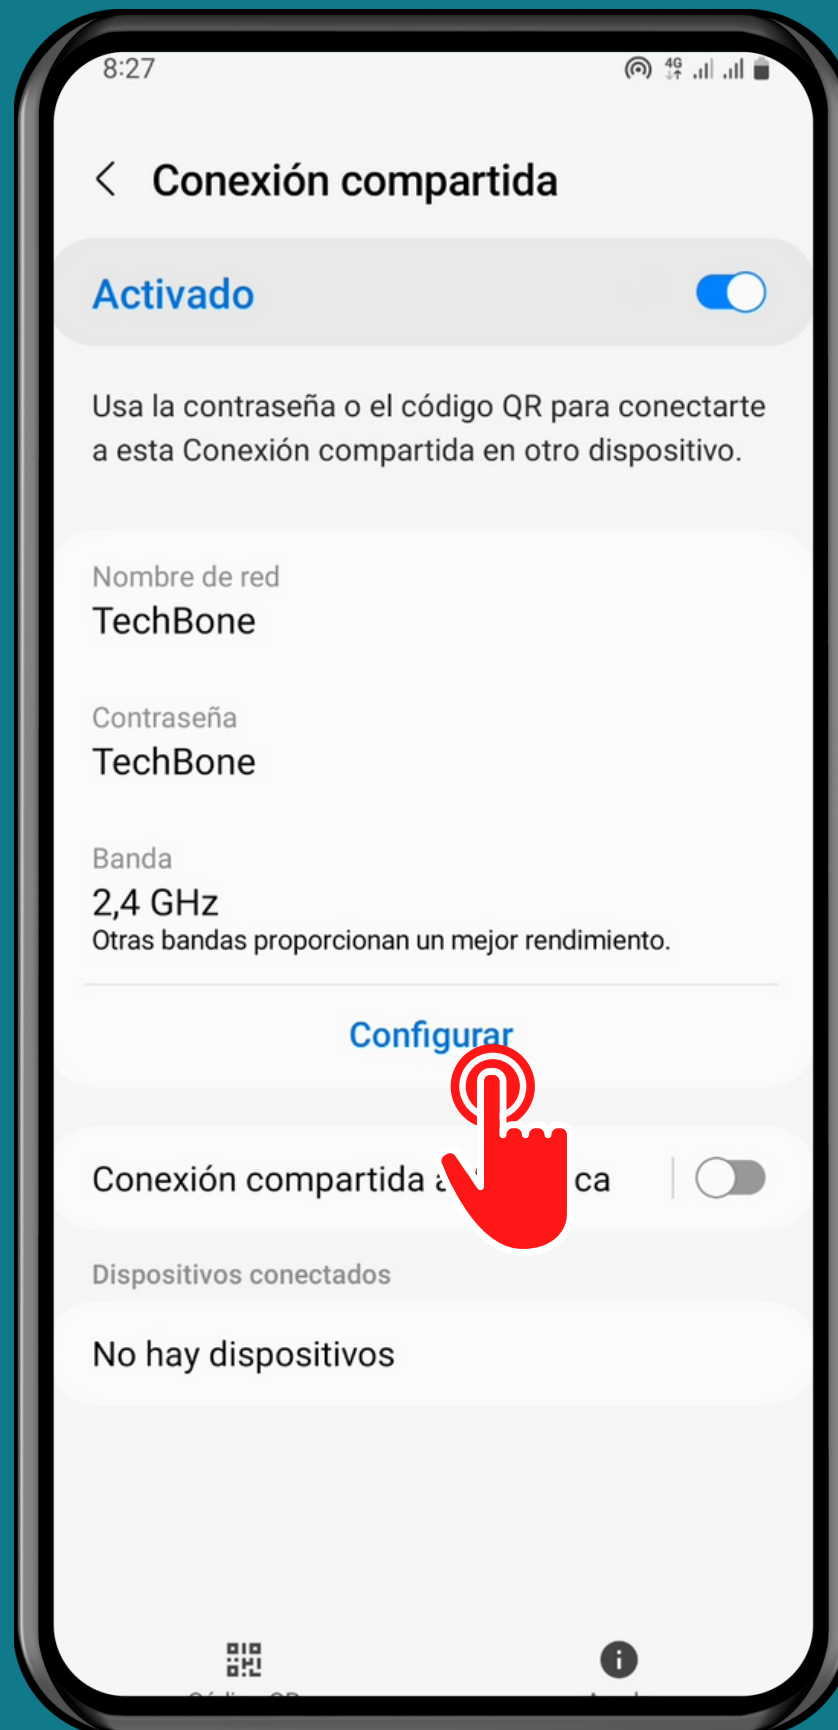 8:27
4G
Conexión compartida
Activado
Usa la contraseña o el código QR para conectarte
a esta Conexión compartida en otro dispositivo.
Nombre de red
TechBone
Contraseña
TechBone
Banda
2,4 GHz
Otras bandas proporcionan un mejor rendimiento.
Configurar
Conexión compartida
Dispositivos conectados
No hay dispositivos